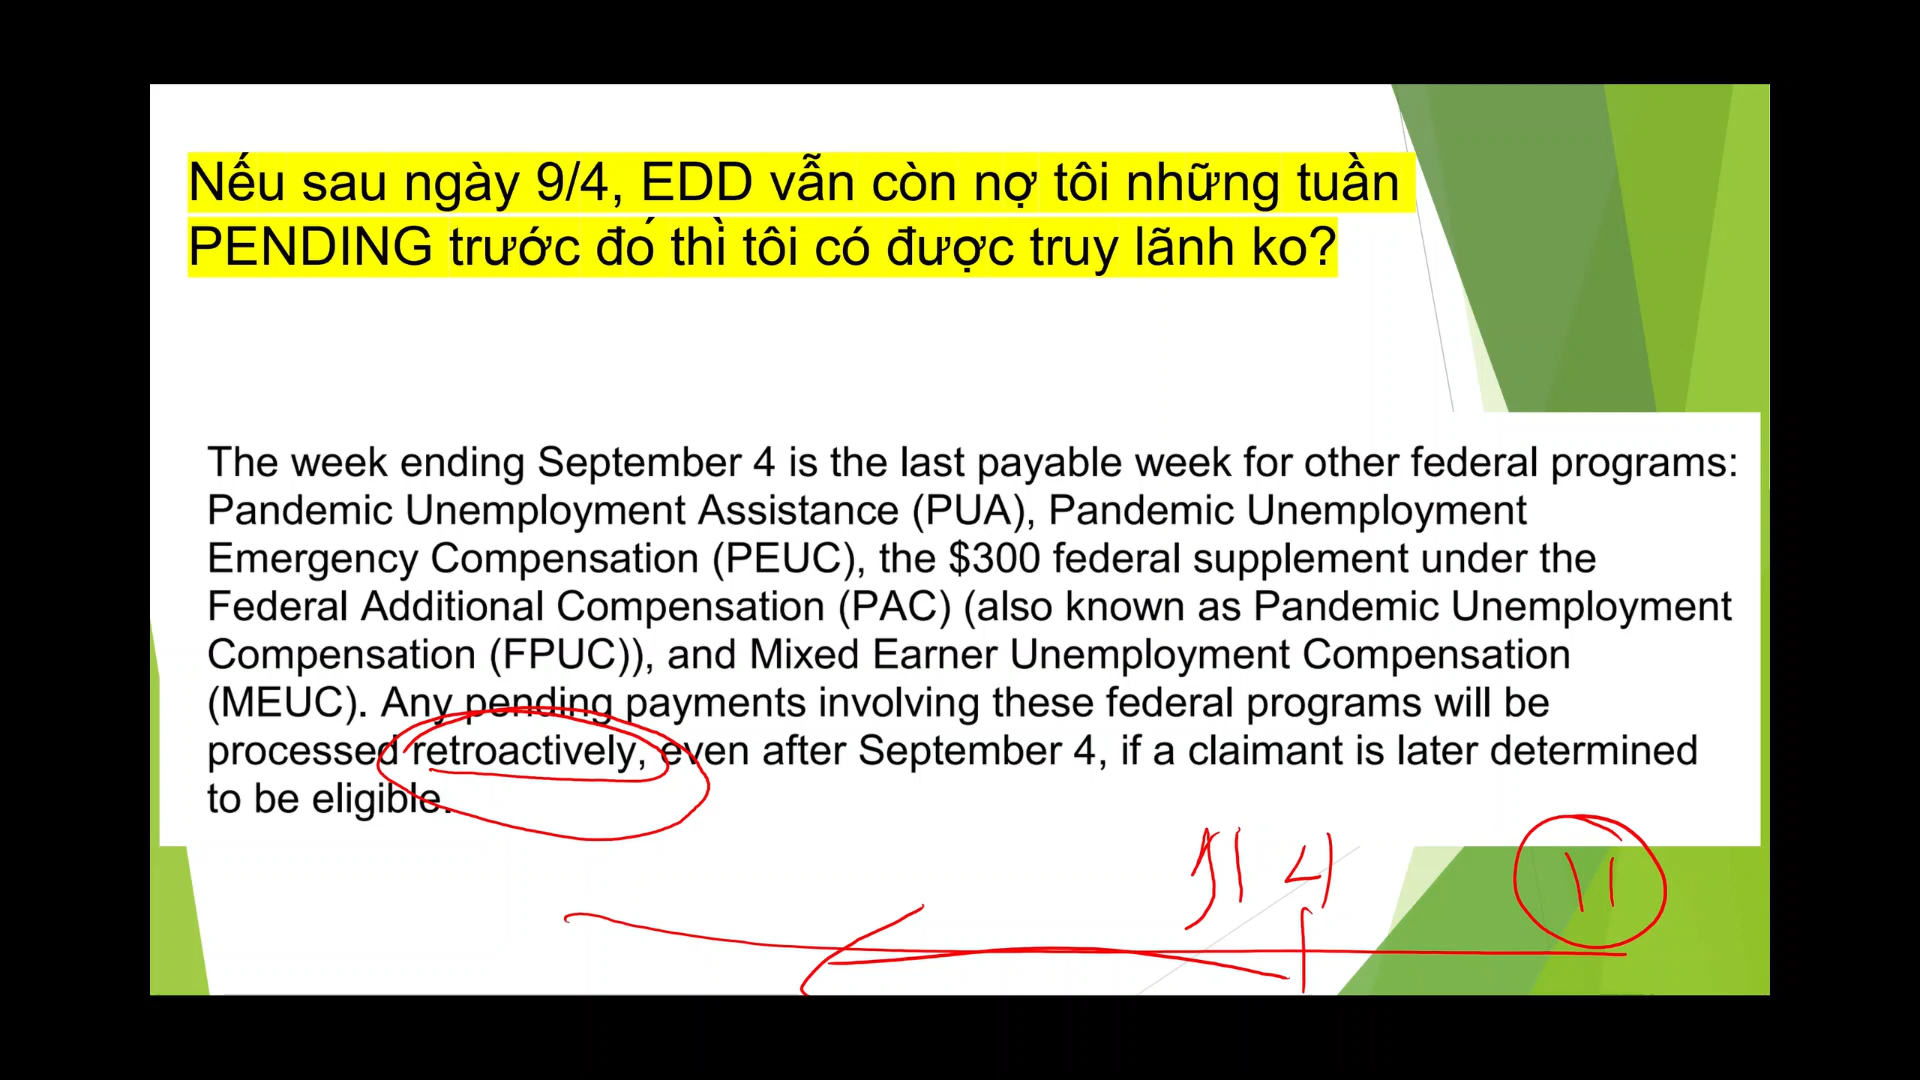 Nếu sau ngày 9/4, EDD vẫn còn nợ tôi những tuần
PENDING trước đó thì tôi có được truy lãnh ko?
The week ending September 4 is the last payable week for other federal programs:
Pandemic Unemployment Assistance (PUA), Pandemic Unemployment
Emergency Compensation (PEUC), the $300 federal supplement under the
Federal Additional Compensation (PAC) (also known as Pandemic Unemployment
Compensation (FPUC)), and Mixed Earner Unemployment Compensation
(MEUC). Any pending payments involving these federal programs will be
processed retroactively, even after September 4, if a claimant is later determined
to be eligible.
9/4 11